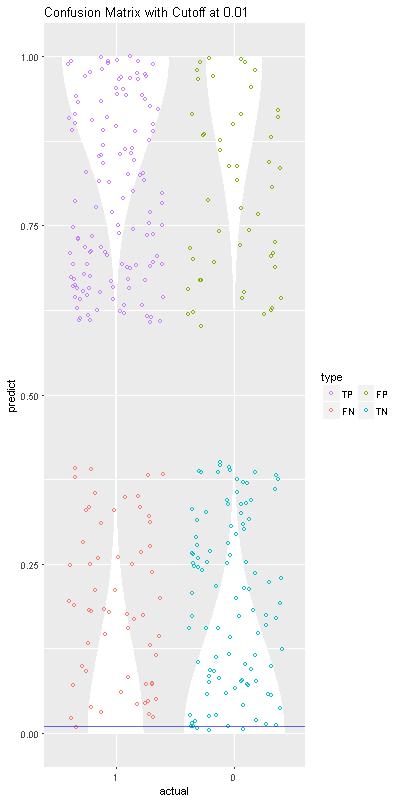 Confusion Matrix with Cutoff at 0.01
1.00
0.75
0.50
0.25
0.00
predict
1
0
actual
type
TP FP
FN TN